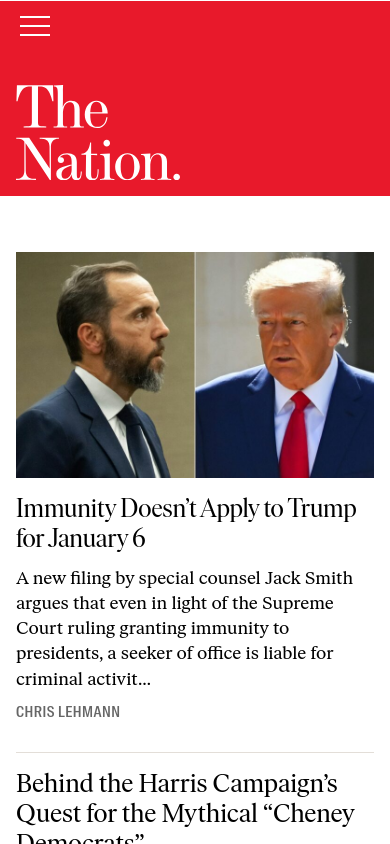 The
Nation.
Immunity Doesn’t Apply to Trump
for January 6
A new filing by special counsel Jack Smith
argues that even in light of the Supreme
Court ruling granting immunity to
presidents, a seeker of office is liable for
criminal activit...
CHRIS LEHMANN
Behind the Harris Campaign’s
Quest for the Mythical “Cheney
Democrats”